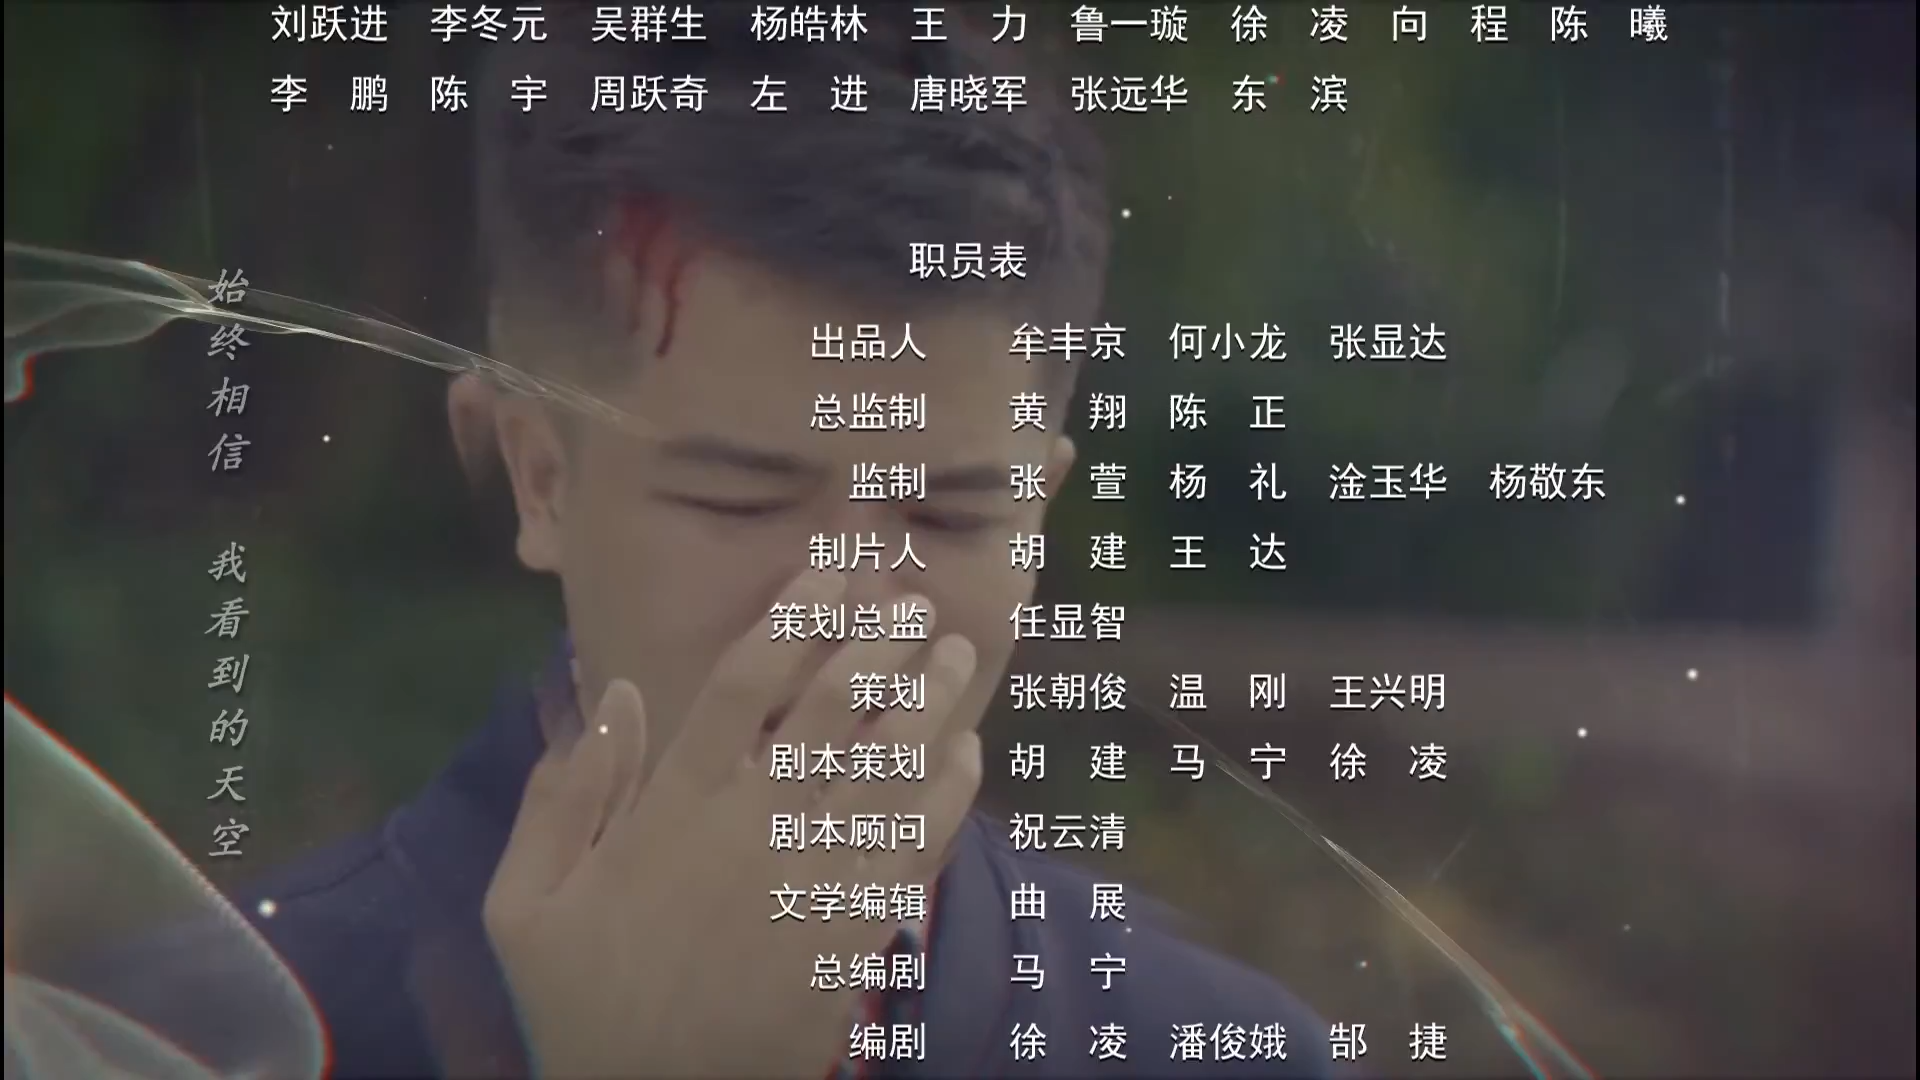 刘跃进 李冬元 吴群生 杨皓林 王 力 鲁一璇 徐 凌 向 程 陈 曦
李 鹏 陈 宇 周跃奇 左 进 唐晓军 张远华 东 滨
职员表
出品人 牟丰京 何小龙 张显达
总监制 黄 翔 陈 正
监制 张 萱 杨 礼 淦玉华 杨敬东
制片人 胡 建 王 达
策划总监 任显智
策划 张朝俊 温 刚 王兴明
剧本策划 胡 建 马 宁 徐 凌
剧本顾问 祝云清
文学编辑 曲 展
总编剧 马 宁
编剧 徐 凌 潘俊娥 郜 捷
始终相信 我看到的天空